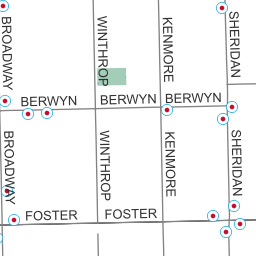 BROADWAY
WINTHROP
KENMORE
SHERIDAN
BERWYN
BERWYN
BERWYN
BROADWAY
WINTHROP
KENMORE
SHERIDAN
FOSTER
FOSTER